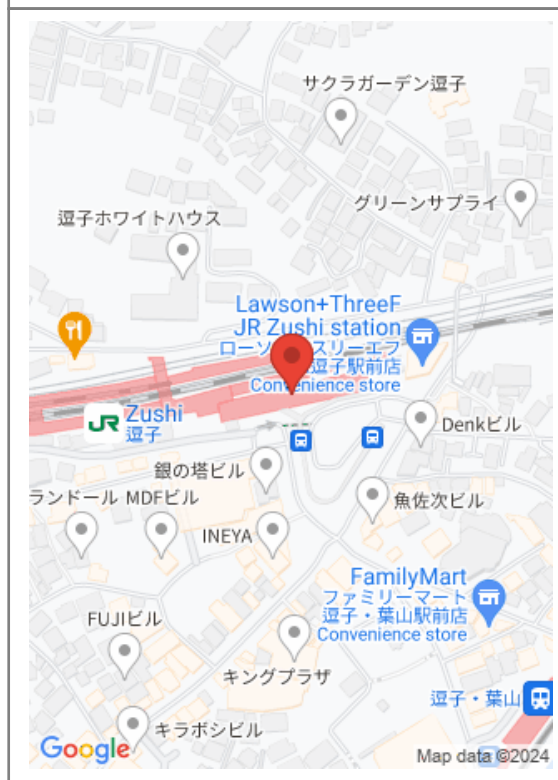 サクラガーデン逗子
グリーンサプライ
逗子ホワイトハウス
Lawson+ThreeF
JR Zushi station
ローソン スリーエフ
逗子駅前店
Convenience store
JR
Zushi
逗子
Denkビル
銀の塔ビル
ランドール
MDFビル
魚佐次ビル
INEYA
FamilyMart
ファミリーマート
逗子・葉山駅前店
Convenience store
FUJIビル
キングプラザ
逗子・葉山
キラボシビル
Google
Map data ©2024